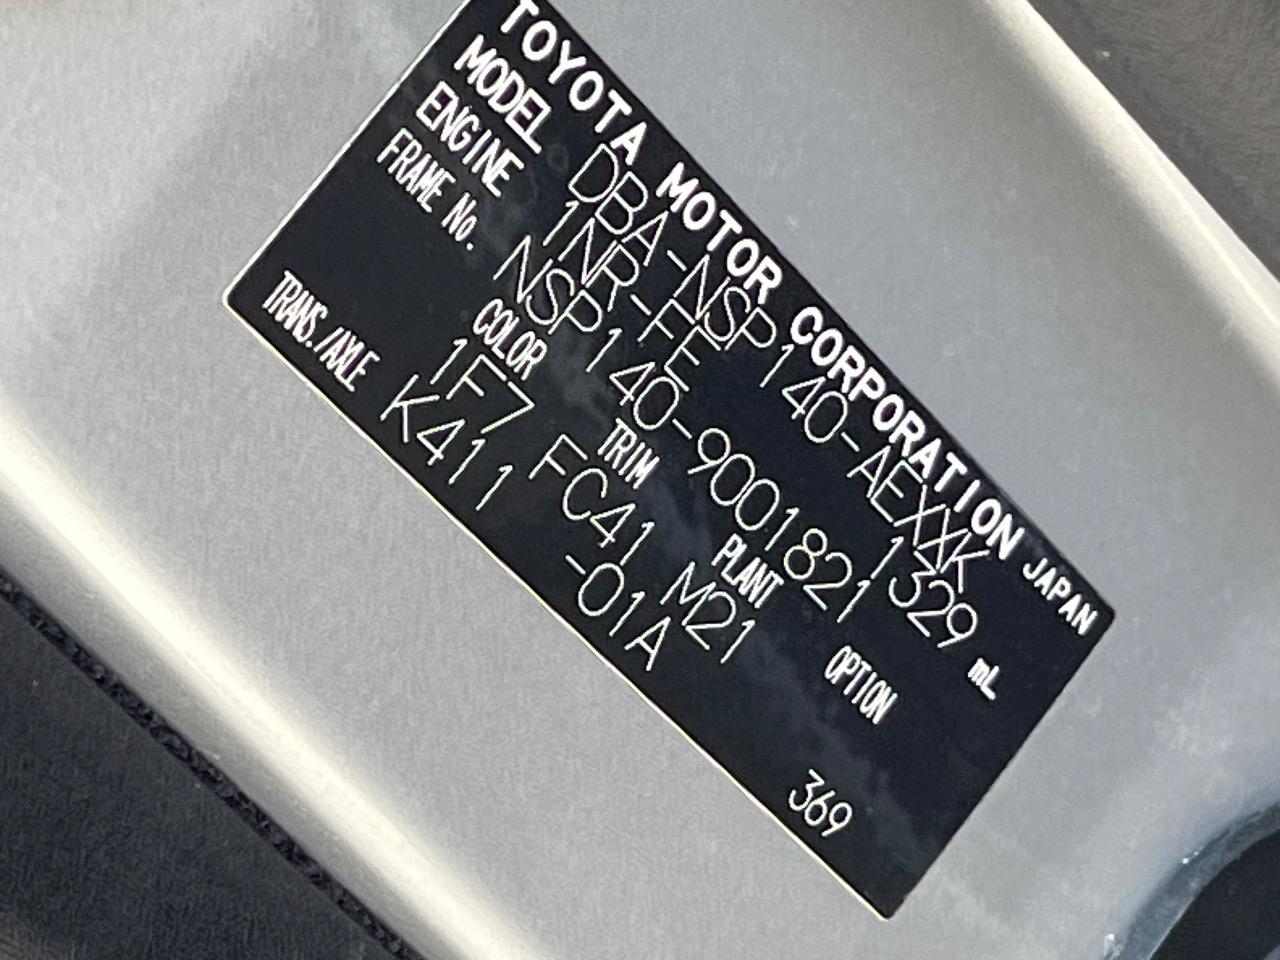 TOYOTA MOTOR CORPORATION JAPAN
MODEL DBA-NSP140-AEXXK
ENGINE 1NR-FE 1329 mL
FRAME No. NSP140-9001821
COLOR TRIM PLANT OPTION
1F7 FC41 M21
TRANS./AXLE K411 -01A
369